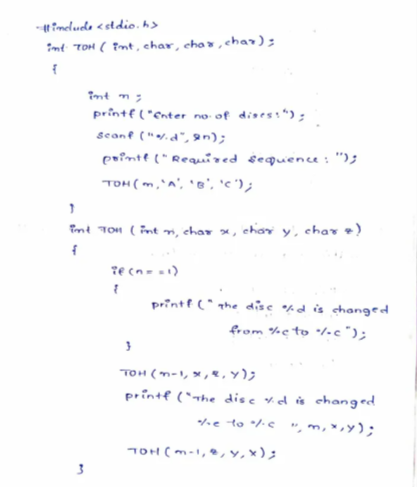 #include<stdio.h>
int TOH ( int, char, char, char);
{
int n;
printf ("Enter no. of discs:");
scanf ("%d", &n);
printf ("Required sequence : ");
TOH(n,'A', 'B', 'C');
}
int TOH (int n, char x, char y, char z)
{
if (n==1)
{
printf (" The disc %d is changed
from %c to %c");
}
TOH (n-1, x, z, y);
printf ("The disc %d is changed
%c to %c ", n, x, y);
TOH (n-1, z, y, x);
}